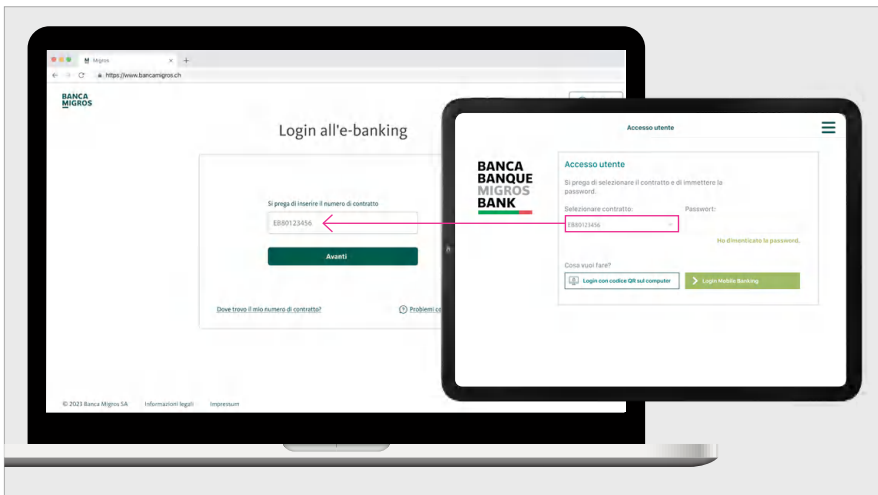 Migros
https://www.bancamigros.ch
BANCA
MIGROS
Login all'e-banking
Si prega di inserire il numero di contratto
EB80123456
Avanti
Dove trovo il mio numero di contratto?
Problemi
© 2023 Banca Migros SA Informazioni legali Impressum
Accesso utente
BANCA
BANQUE
MIGROS
BANK
Accesso utente
Si prega di selezionare il contratto e di immettere la
password.
Selezionare contratto: Passwort:
EB80123456
Ho dimenticato la password.
Cosa vuoi fare?
Login con codice QR sul computer
Login Mobile Banking